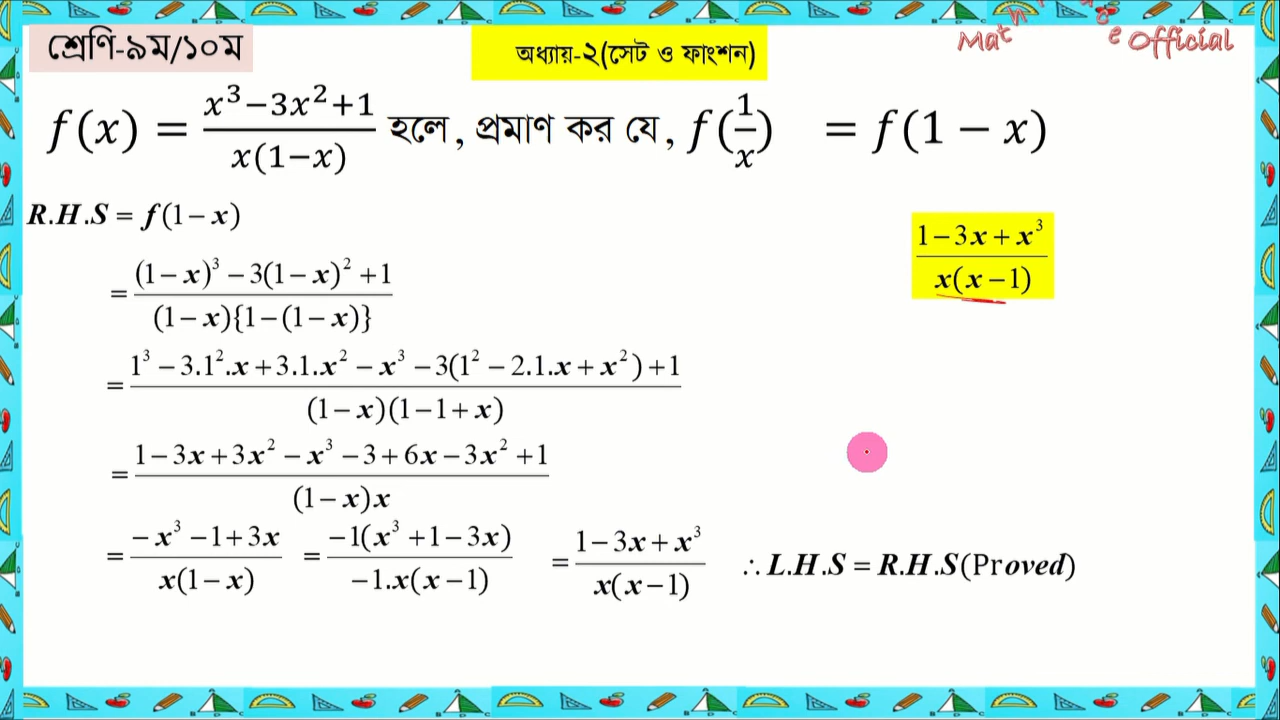 শ্রেণি-৯ম/১০ম
অধ্যায়-২(সেট ও ফাংশন)
Official
f(x) = (x³−3x²+1)/(x(1−x)) হলে, প্রমাণ কর যে, f(1/x) = f(1 − x)
R.H.S = f(1−x)
(1−3x+x³)/(x(x−1))
= ((1−x)³−3(1−x)²+1)/((1−x){1−(1−x)})
= (1³−3.1².x+3.1.x²−x³−3(1²−2.1.x+x²)+1)/((1−x)(1−1+x))
= (1−3x+3x²−x³−3+6x−3x²+1)/((1−x)x)
= (−x³−1+3x)/(x(1−x)) = (−1(x³+1−3x))/(−1.x(x−1)) = (1−3x+x³)/(x(x−1)) ∴ L.H.S = R.H.S(Proved)